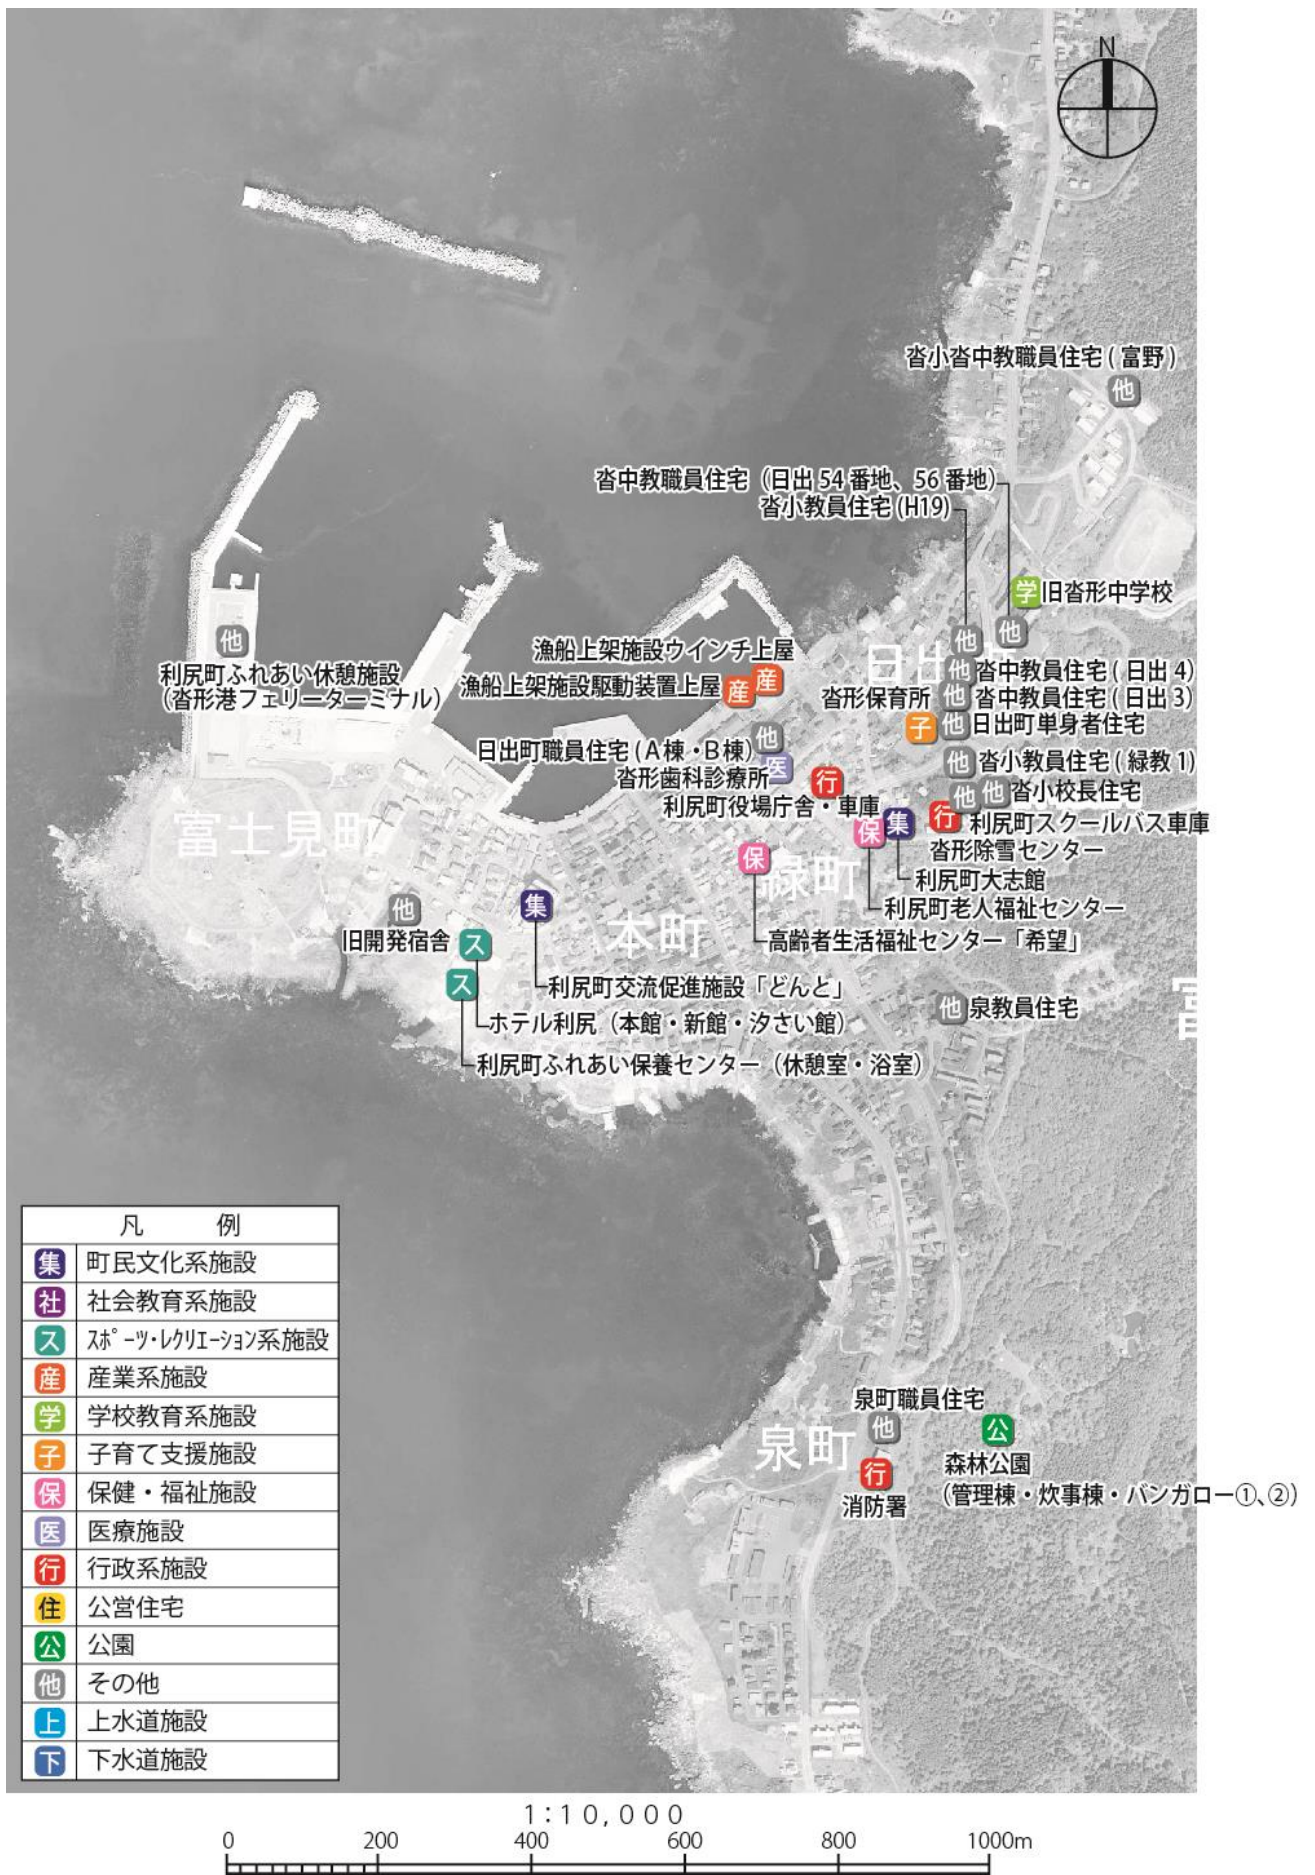 N
沓小沓中教職員住宅(富野)
他
沓中教職員住宅(日出54番地、56番地)
沓小教員住宅(H19)
学 旧沓形中学校
他
利尻町ふれあい休憩施設
(沓形港フェリーターミナル)
漁船上架施設ウインチ上屋
漁船上架施設駆動装置上屋
産 産
日出
他 他
他 沓中教員住宅(日出4)
沓形保育所
他 沓中教員住宅(日出3)
子
他 日出町単身者住宅
日出町職員住宅(A棟・B棟)
他
沓形歯科診療所
医
他 沓小教員住宅(緑教1)
他 他 沓小校長住宅
行
利尻町役場庁舎・車庫
保 集
行 利尻町スクールバス車庫
沓形除雪センター
富士見町
保
緑町
利尻町大志館
利尻町老人福祉センター
高齢者生活福祉センター「希望」
本町
他
旧開発宿舎
集
ス
ス
利尻町交流促進施設「どんと」
ホテル利尻(本館・新館・汐さい館)
利尻町ふれあい保養センター(休憩室・浴室)
他 泉教員住宅
富
泉町職員住宅
他
泉町
行
消防署
公
森林公園
(管理棟・炊事棟・バンガロー①、②)
凡 例
集 町民文化系施設
社 社会教育系施設
ス スポーツ・レクリエーション系施設
産 産業系施設
学 学校教育系施設
子 子育て支援施設
保 保健・福祉施設
医 医療施設
行 行政系施設
住 公営住宅
公 公園
他 その他
上 上水道施設
下 下水道施設
1:10,000
0 200 400 600 800 1000m